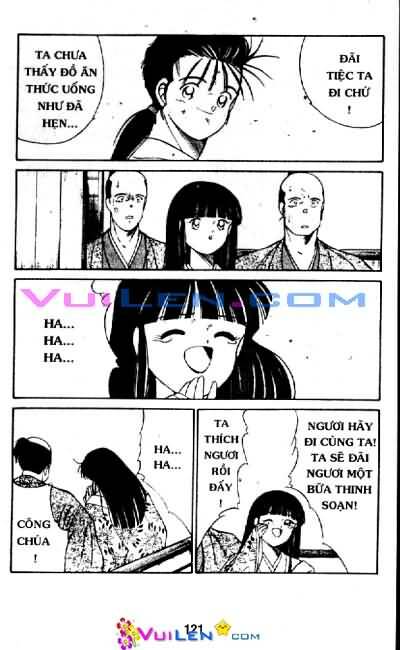 ĐÃI
TIỆC TA
ĐI CHỨ
!
TA CHƯA
THẤY ĐỒ ĂN
THỨC UỐNG
NHƯ ĐÃ
HẸN...
VUILEN.COM
HA...
HA...
HA...
NGƯƠI HÃY
ĐI CÙNG TA!
TA SẼ ĐÃI
NGƯƠI MỘT
BỮA THỊNH
SOẠN!
TA
THÍCH
NGƯƠI
RỒI
ĐẤY !
HA...
HA...
CÔNG
CHÚA
!
121
VUILEN.COM